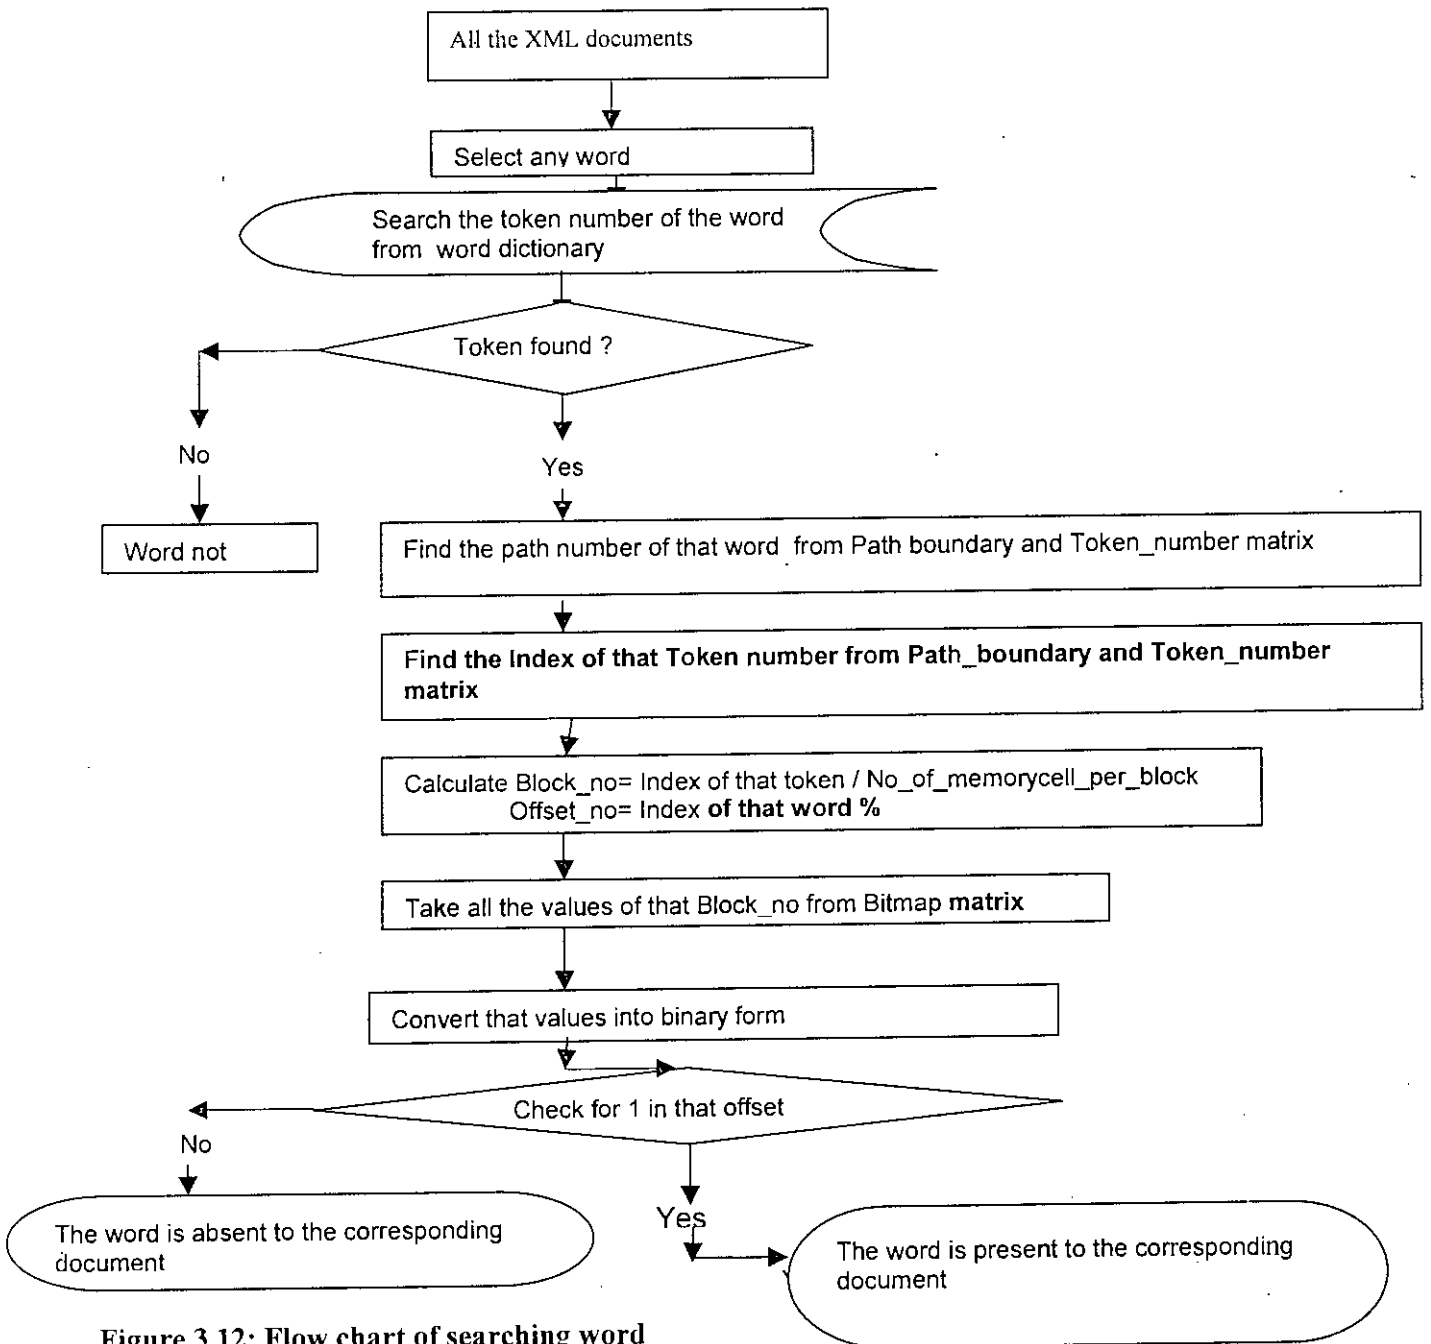 All the XML documents
Select any word
Search the token number of the word
from word dictionary
Token found ?
No
Yes
Word not
Find the path number of that word from Path boundary and Token_number matrix
Find the Index of that Token number from Path_boundary and Token_number
matrix
Calculate Block_no= Index of that token / No_of_memorycell_per_block
Offset_no= Index of that word %
Take all the values of that Block_no from Bitmap matrix
Convert that values into binary form
Check for 1 in that offset
No
Yes
The word is absent to the corresponding
document
The word is present to the corresponding
document
Figure 3.12: Flow chart of searching word